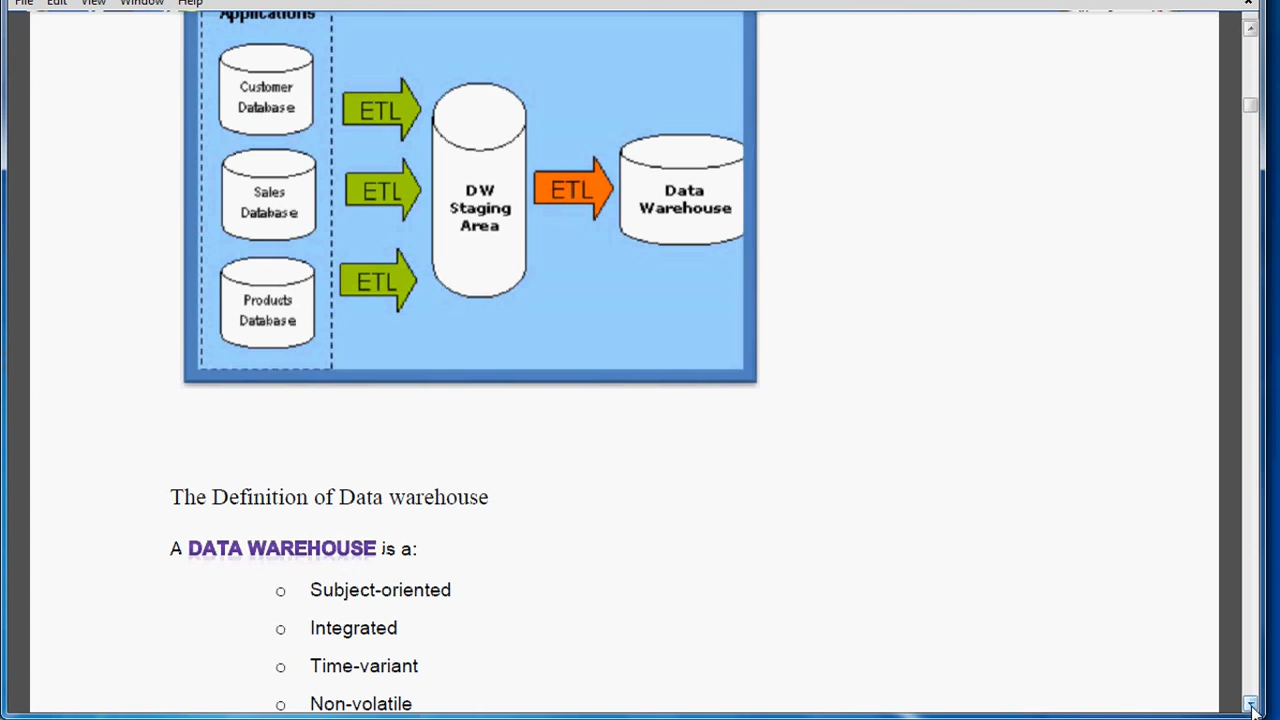 File Edit View Window Help
Applications
Customer
Database
ETL
Sales
Database
ETL
DW
Staging
Area
ETL
Data
Warehouse
Products
Database
ETL
The Definition of Data warehouse
A DATA WAREHOUSE is a:
o Subject-oriented
o Integrated
o Time-variant
o Non-volatile